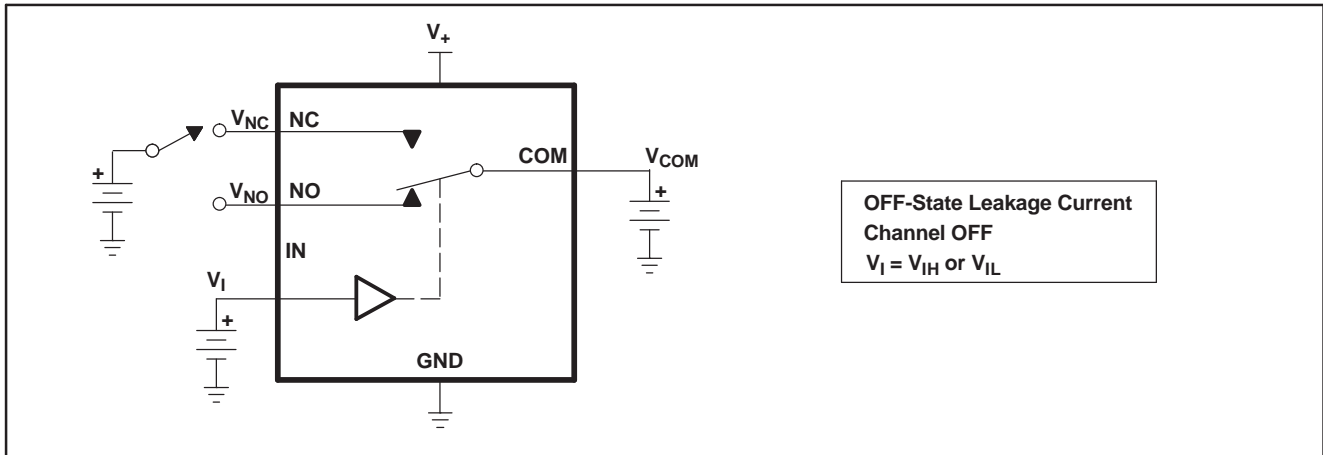 V+
VNC NC
COM VCOM
+
+
VNO NO
IN
VI
+
GND
OFF-State Leakage Current
Channel OFF
VI = VIH or VIL